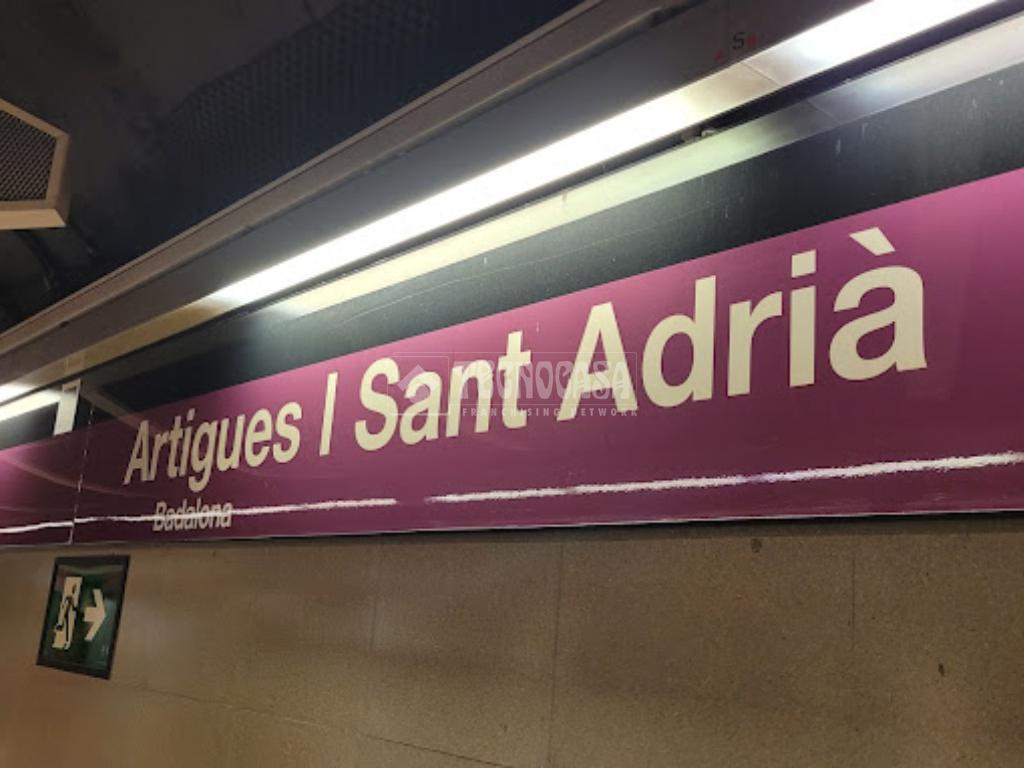 Artigues / Sant Adrià
Badalona
TECNOCASA
FRANCHISING NETWORK